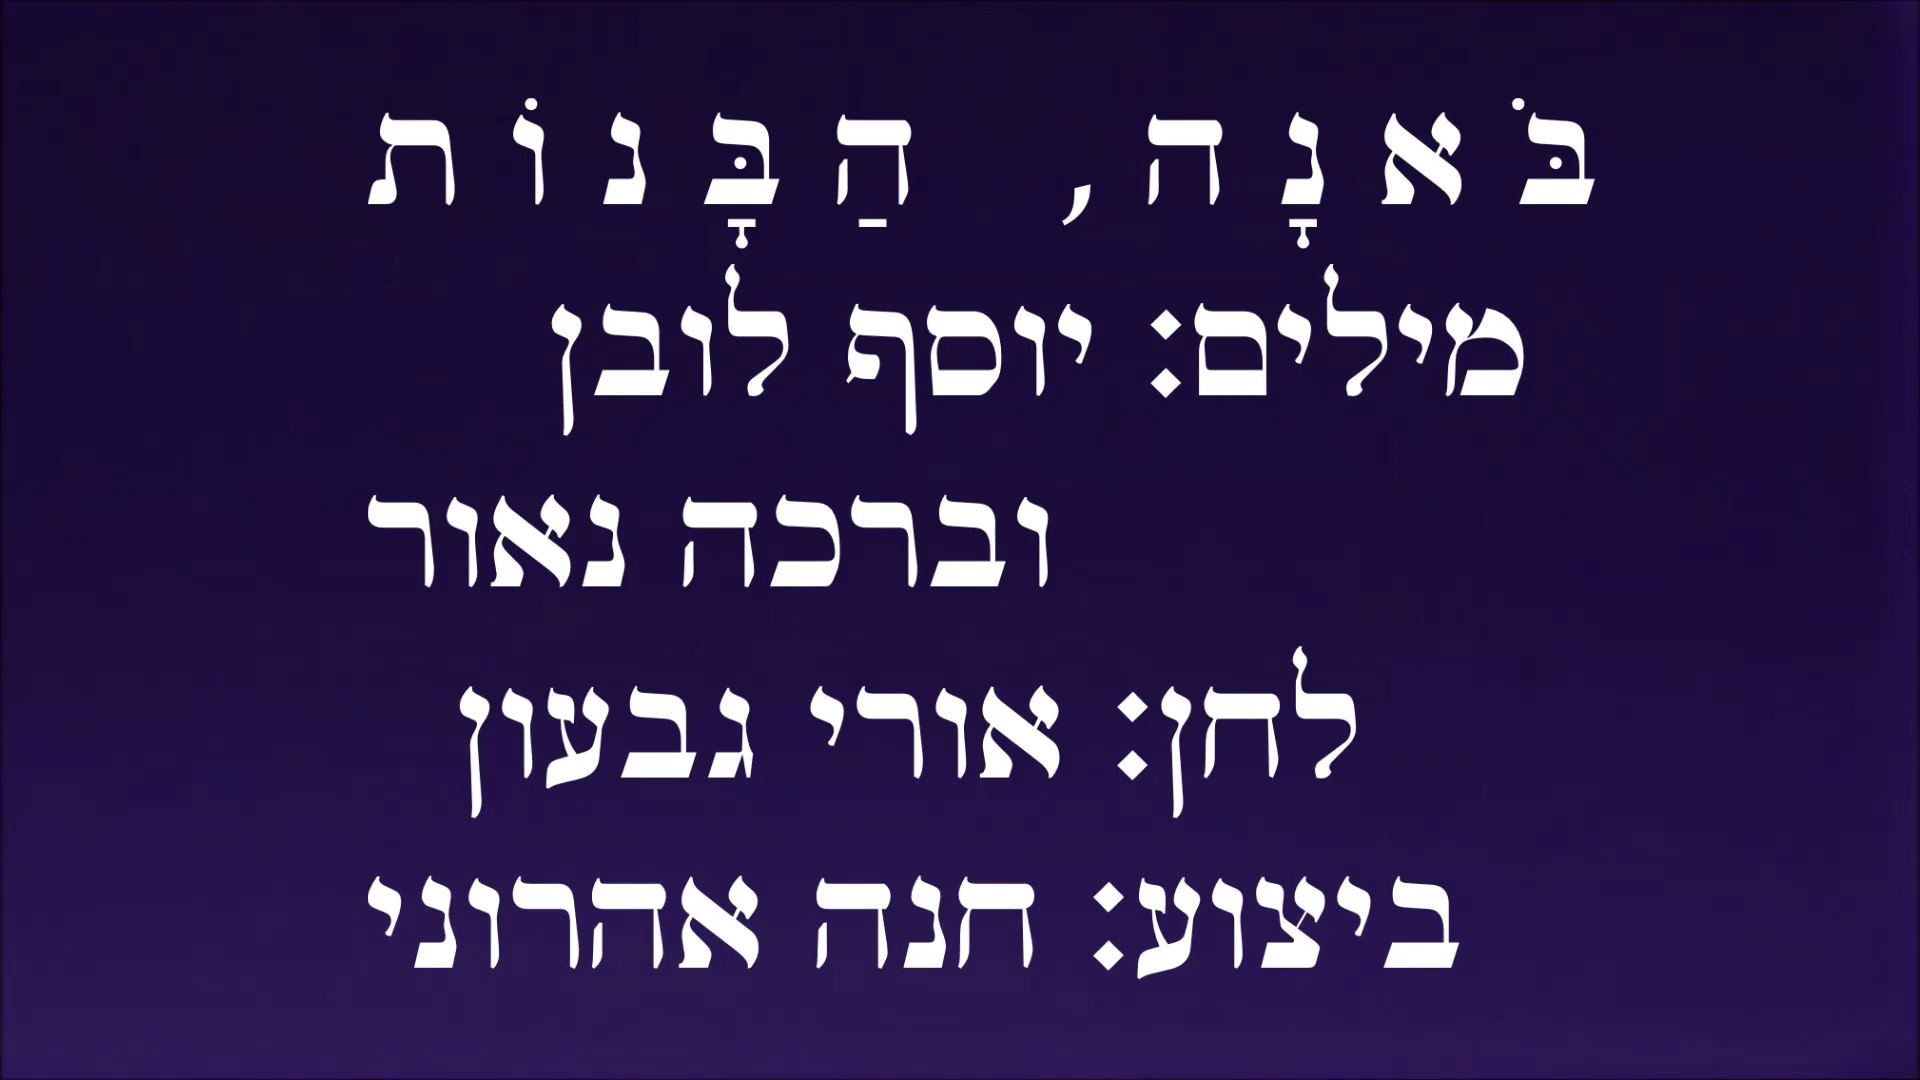 בֹּאנָה, הַבָּנוֹת
מילים: יוסף לובן
וברכה נאור
לחן: אורי גבעון
ביצוע: חנה אהרוני